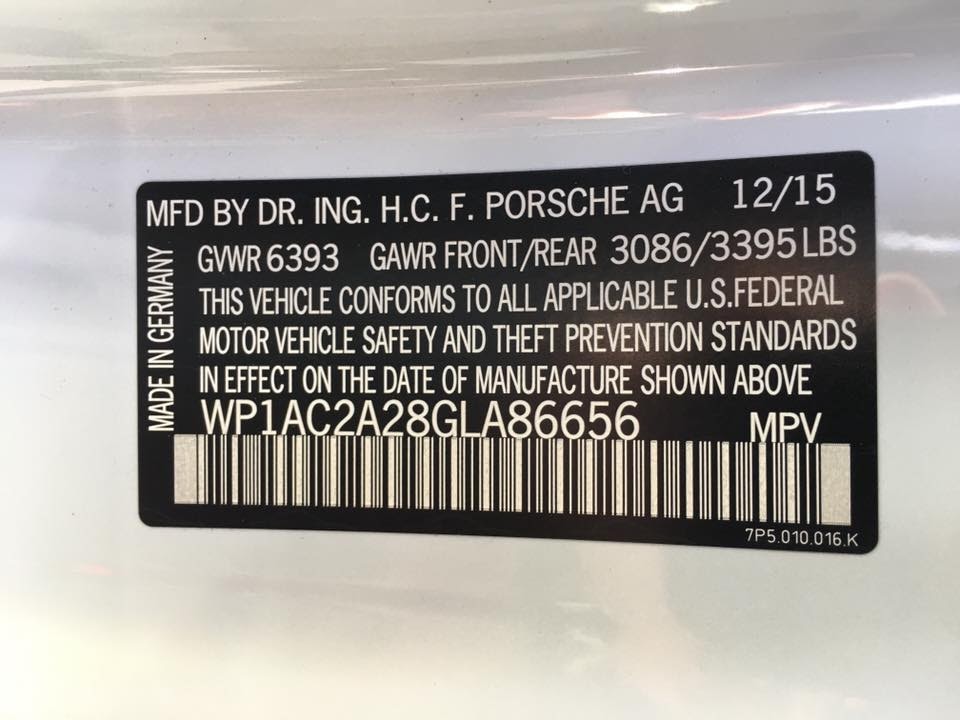 MFD BY DR. ING. H.C. F. PORSCHE AG 12/15
GVWR 6393 GAWR FRONT/REAR 3086/3395 LBS
THIS VEHICLE CONFORMS TO ALL APPLICABLE U.S.FEDERAL
MOTOR VEHICLE SAFETY AND THEFT PREVENTION STANDARDS
IN EFFECT ON THE DATE OF MANUFACTURE SHOWN ABOVE
WP1AC2A28GLA86656 MPV
7P5.010.016.K
MADE IN GERMANY